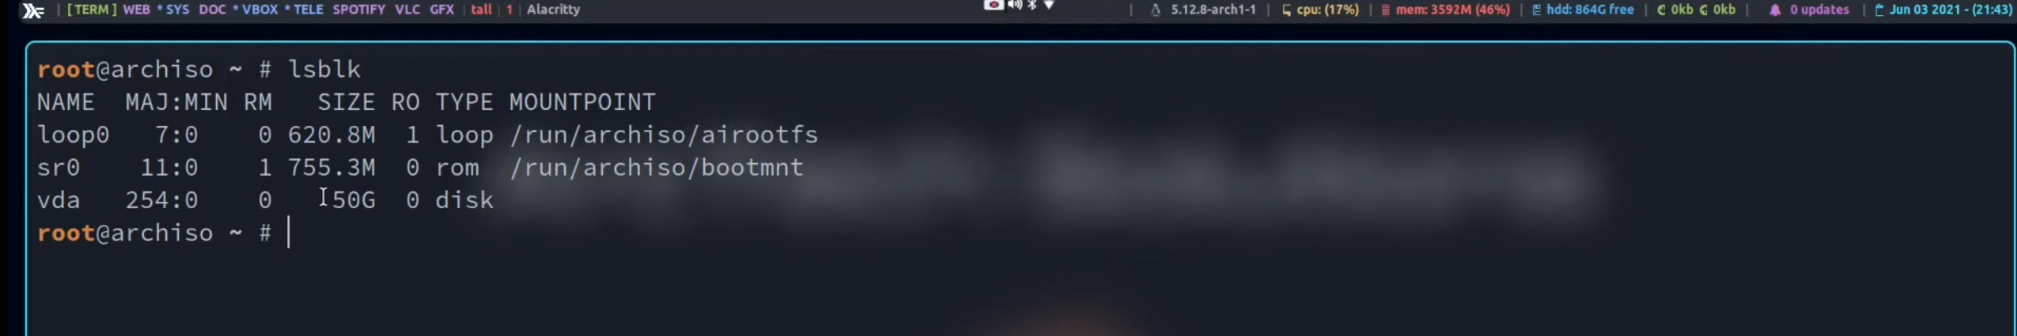 | [TERM] WEB * SYS DOC * VBOX * TELE SPOTIFY VLC GFX | tall | 1 | Alacritty | 5.12.8-arch1-1 | cpu: (17%) | mem: 3592M (46%) | hdd: 864G free | 0kb 0kb | 0 updates | Jun 03 2021 - (21:43)
root@archiso ~ # lsblk
NAME MAJ:MIN RM SIZE RO TYPE MOUNTPOINT
loop0 7:0 0 620.8M 1 loop /run/archiso/airootfs
sr0 11:0 1 755.3M 0 rom /run/archiso/bootmnt
vda 254:0 0 50G 0 disk
root@archiso ~ #